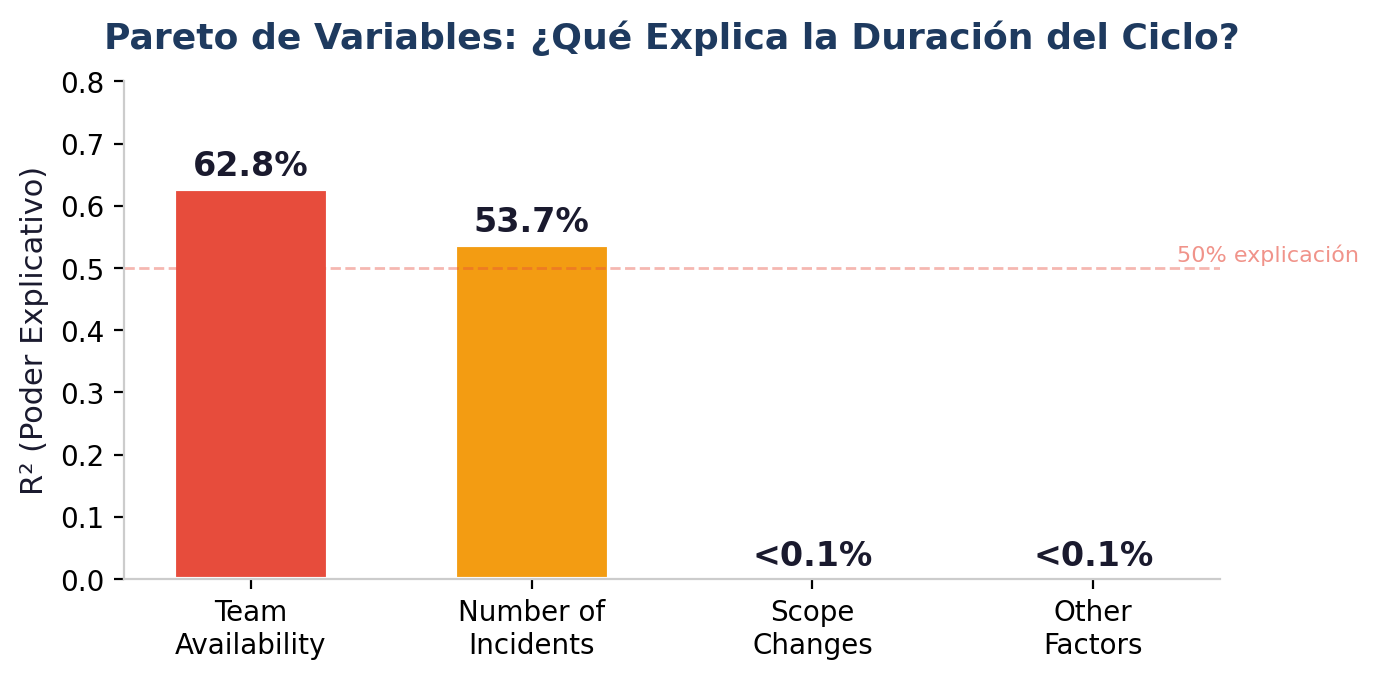 Pareto de Variables: ¿Qué Explica la Duración del Ciclo?
R² (Poder Explicativo)
0.8
0.7
0.6
0.5
0.4
0.3
0.2
0.1
0.0
62.8%
53.7%
<0.1%
<0.1%
50% explicación
Team
Availability
Number of
Incidents
Scope
Changes
Other
Factors